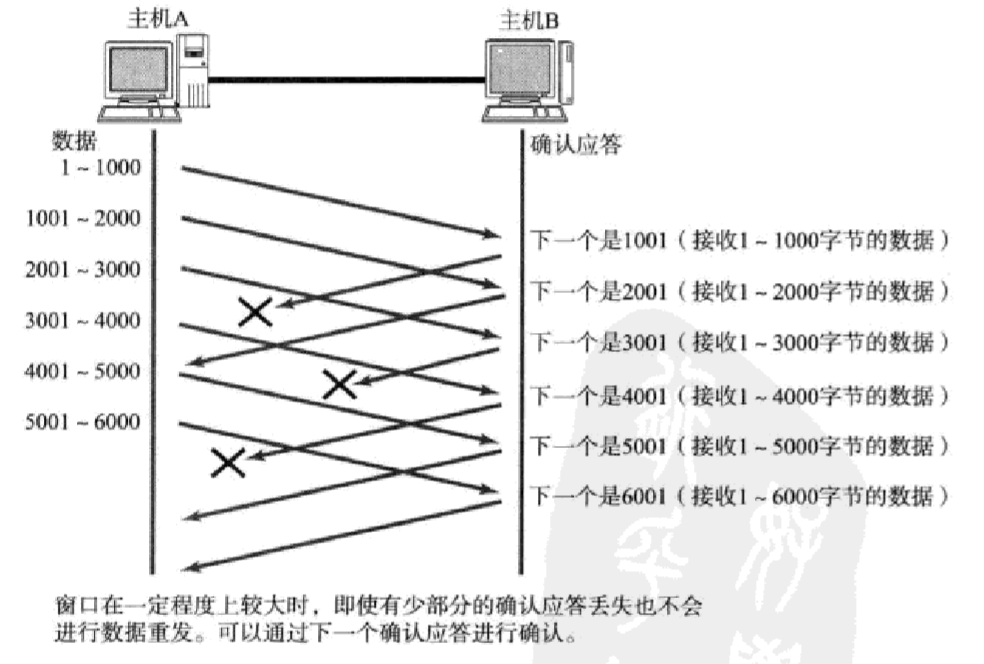 主机A
主机B
数据
确认应答
1～1000
1001～2000
2001～3000
3001～4000
4001～5000
5001～6000
下一个是1001（接收1～1000字节的数据）
下一个是2001（接收1～2000字节的数据）
下一个是3001（接收1～3000字节的数据）
下一个是4001（接收1～4000字节的数据）
下一个是5001（接收1～5000字节的数据）
下一个是6001（接收1～6000字节的数据）
窗口在一定程度上较大时，即使有少部分的确认应答丢失也不会
进行数据重发。可以通过下一个确认应答进行确认。